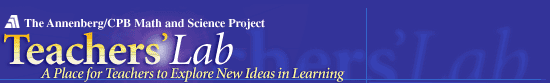 The Annenberg/CPB Math and Science Project
Teachers' Lab
A Place for Teachers to Explore New Ideas in Learning